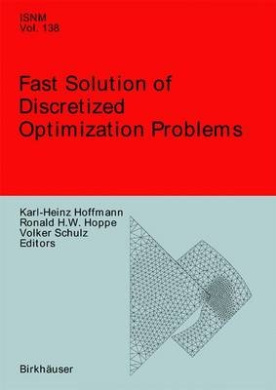 ISNM
Vol. 138
Fast Solution of
Discretized
Optimization Problems
Karl-Heinz Hoffmann
Ronald H.W. Hoppe
Volker Schulz
Editors
Birkhäuser